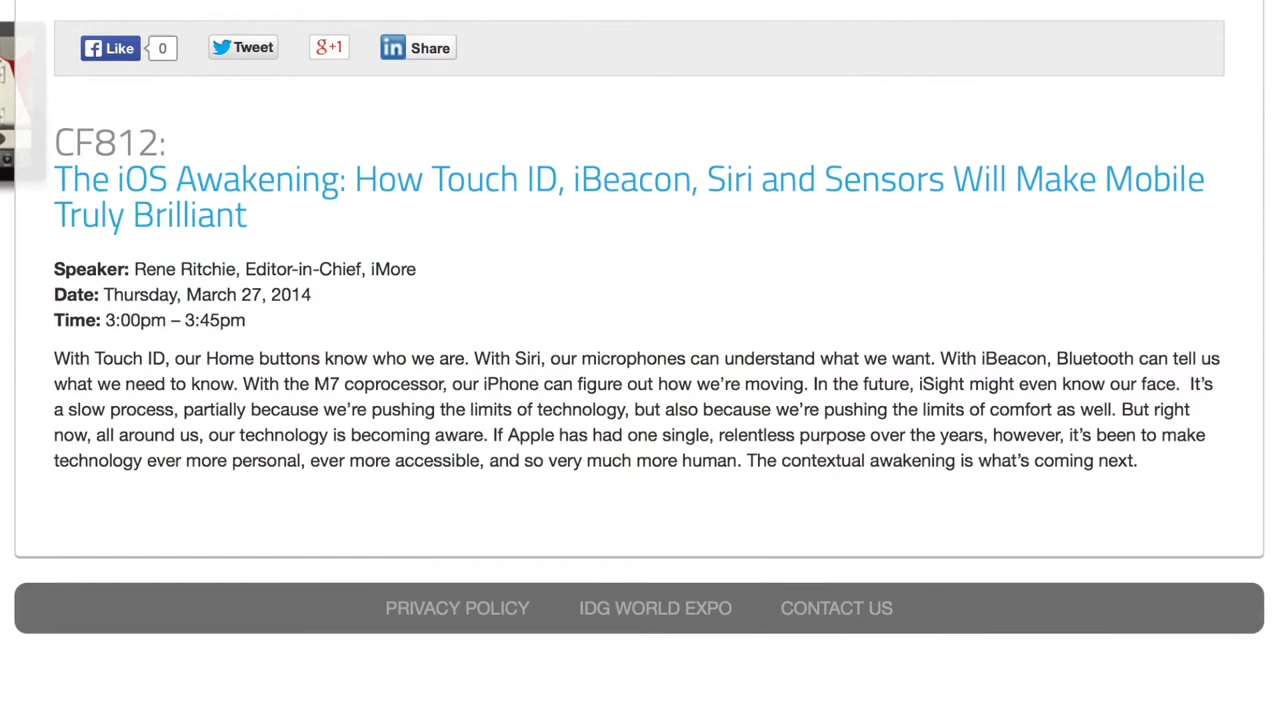 Like 0 Tweet g+1 in Share
CF812:
The iOS Awakening: How Touch ID, iBeacon, Siri and Sensors Will Make Mobile
Truly Brilliant
Speaker: Rene Ritchie, Editor-in-Chief, iMore
Date: Thursday, March 27, 2014
Time: 3:00pm – 3:45pm
With Touch ID, our Home buttons know who we are. With Siri, our microphones can understand what we want. With iBeacon, Bluetooth can tell us
what we need to know. With the M7 coprocessor, our iPhone can figure out how we’re moving. In the future, iSight might even know our face. It’s
a slow process, partially because we’re pushing the limits of technology, but also because we’re pushing the limits of comfort as well. But right
now, all around us, our technology is becoming aware. If Apple has had one single, relentless purpose over the years, however, it’s been to make
technology ever more personal, ever more accessible, and so very much more human. The contextual awakening is what’s coming next.
PRIVACY POLICY IDG WORLD EXPO CONTACT US